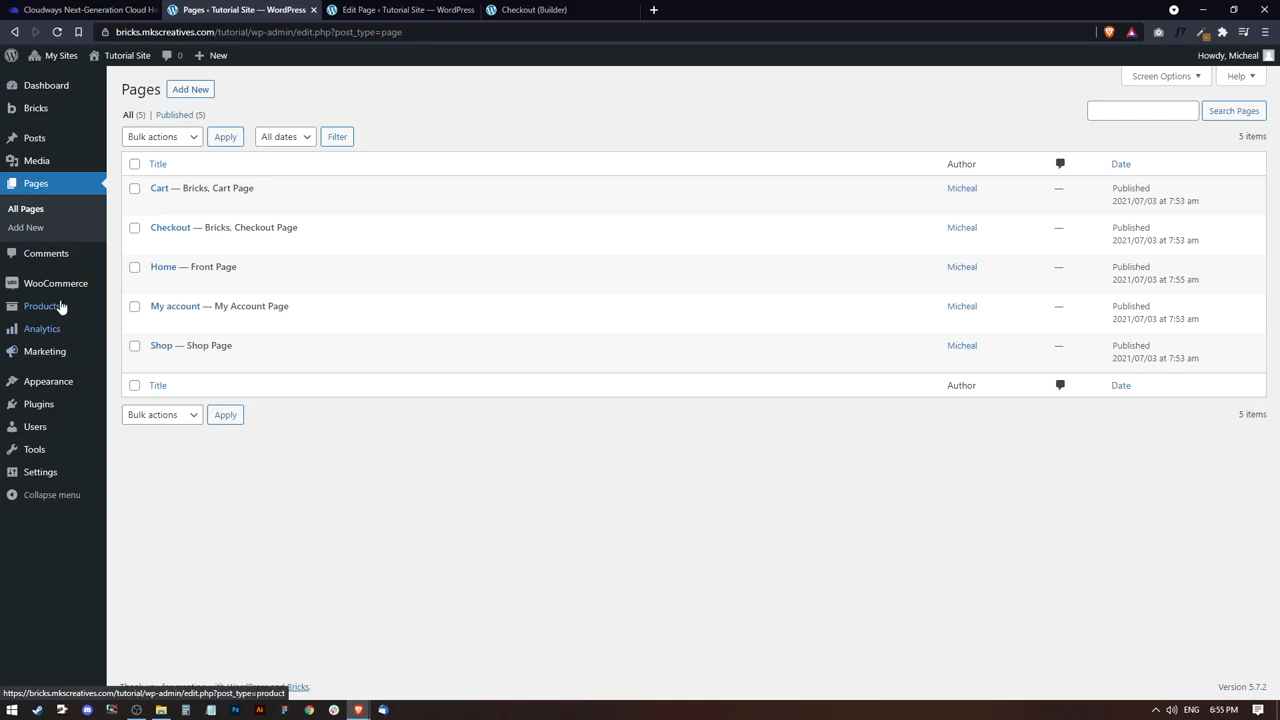 Cloudways Next-Generation Cloud Ho
Pages ‹ Tutorial Site — WordPress
Edit Page ‹ Tutorial Site — WordPress
Checkout (Builder)
bricks.mkscreatives.com/tutorial/wp-admin/edit.php?post_type=page
My Sites
Tutorial Site
0
New
Howdy, Micheal
Dashboard
Bricks
Posts
Media
Pages
All Pages
Add New
Comments
WooCommerce
Products
Analytics
Marketing
Appearance
Plugins
Users
Tools
Settings
Collapse menu
Pages
Add New
Screen Options
Help
All (5) | Published (5)
Search Pages
Bulk actions
Apply
All dates
Filter
5 items
Title
Author
Date
Cart — Bricks, Cart Page
Micheal
—
Published
2021/07/03 at 7:53 am
Checkout — Bricks, Checkout Page
Micheal
—
Published
2021/07/03 at 7:53 am
Home — Front Page
Micheal
—
Published
2021/07/03 at 7:55 am
My account — My Account Page
Micheal
—
Published
2021/07/03 at 7:53 am
Shop — Shop Page
Micheal
—
Published
2021/07/03 at 7:53 am
Title
Author
Date
Bulk actions
Apply
5 items
Bricks.
Version 5.7.2
https://bricks.mkscreatives.com/tutorial/wp-admin/edit.php?post_type=product
ENG
6:55 PM